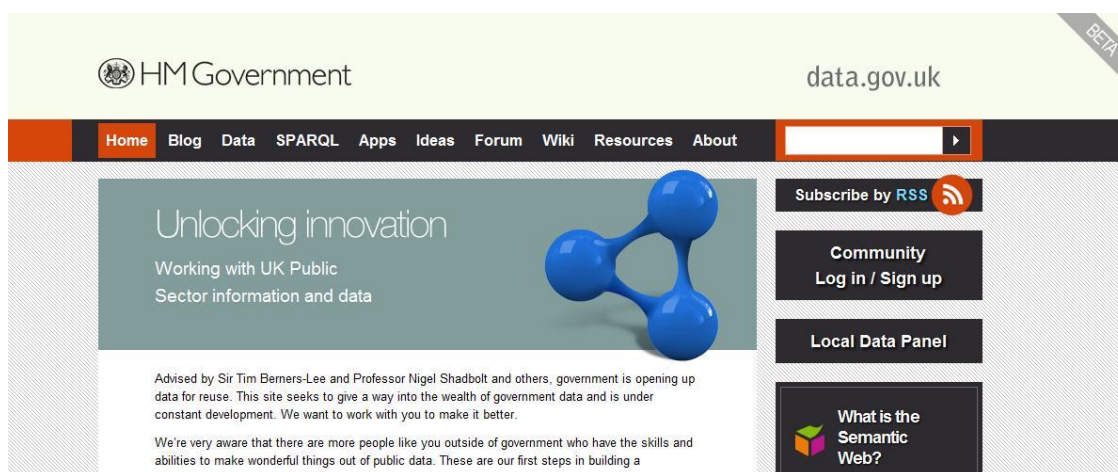 BETA
HM Government
data.gov.uk
Home Blog Data SPARQL Apps Ideas Forum Wiki Resources About
Unlocking innovation
Working with UK Public
Sector information and data
Advised by Sir Tim Berners-Lee and Professor Nigel Shadbolt and others, government is opening up
data for reuse. This site seeks to give a way into the wealth of government data and is under
constant development. We want to work with you to make it better.
We're very aware that there are more people like you outside of government who have the skills and
abilities to make wonderful things out of public data. These are our first steps in building a
Subscribe by RSS
Community
Log in / Sign up
Local Data Panel
What is the
Semantic
Web?